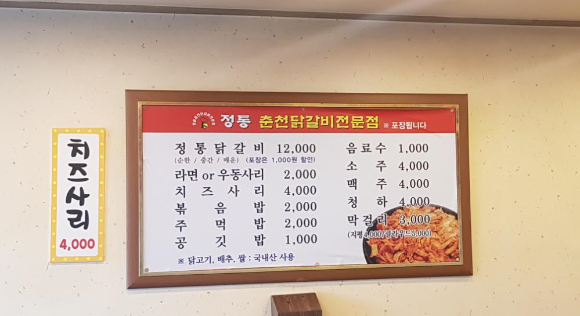 치즈사리
4,000
정통 춘천닭갈비전문점 ※ 포장됩니다
정통닭갈비 12,000
(순한 / 중간 / 매운) (포장은 1,000원 할인)
라면 or 우동사리 2,000
치즈사리 4,000
볶음밥 2,000
주먹밥 2,000
공깃밥 1,000
※ 닭고기, 배추, 쌀 : 국내산 사용
음료수 1,000
소주 4,000
맥주 4,000
청하 4,000
막걸리 3,000
(지평 4,000/